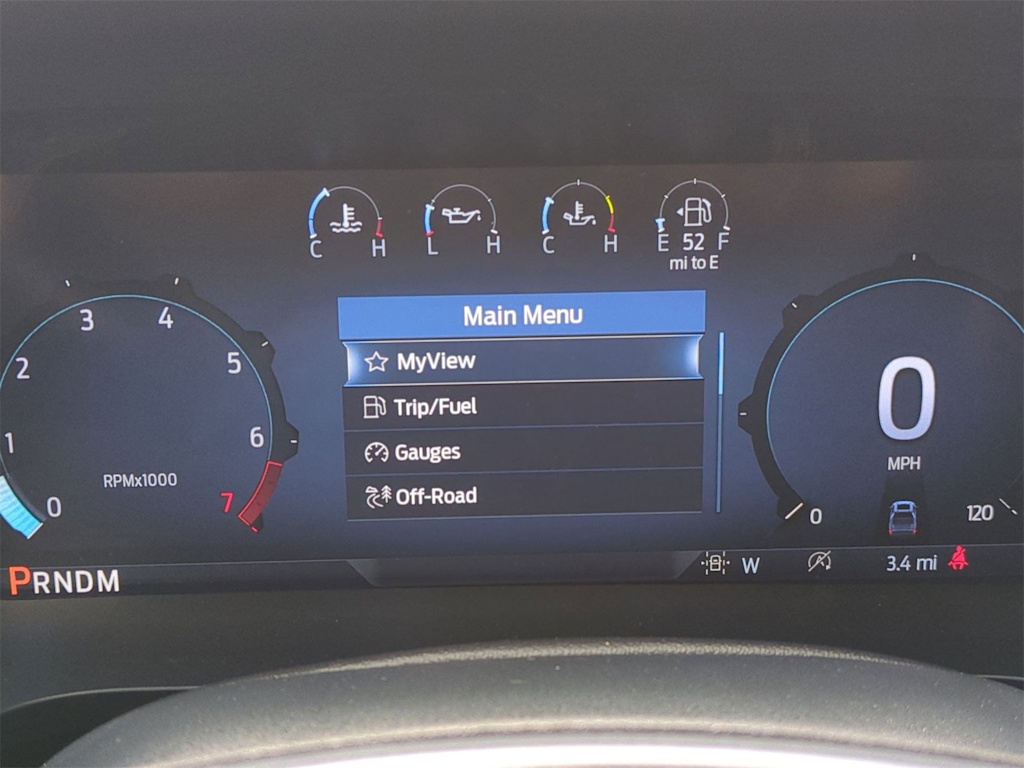 C H L H C H E 52 F
mi to E
Main Menu
MyView
Trip/Fuel
Gauges
Off-Road
0 1 2 3 4 5 6 7
RPMx1000
0
MPH
0 120
PRNDM
W
3.4 mi